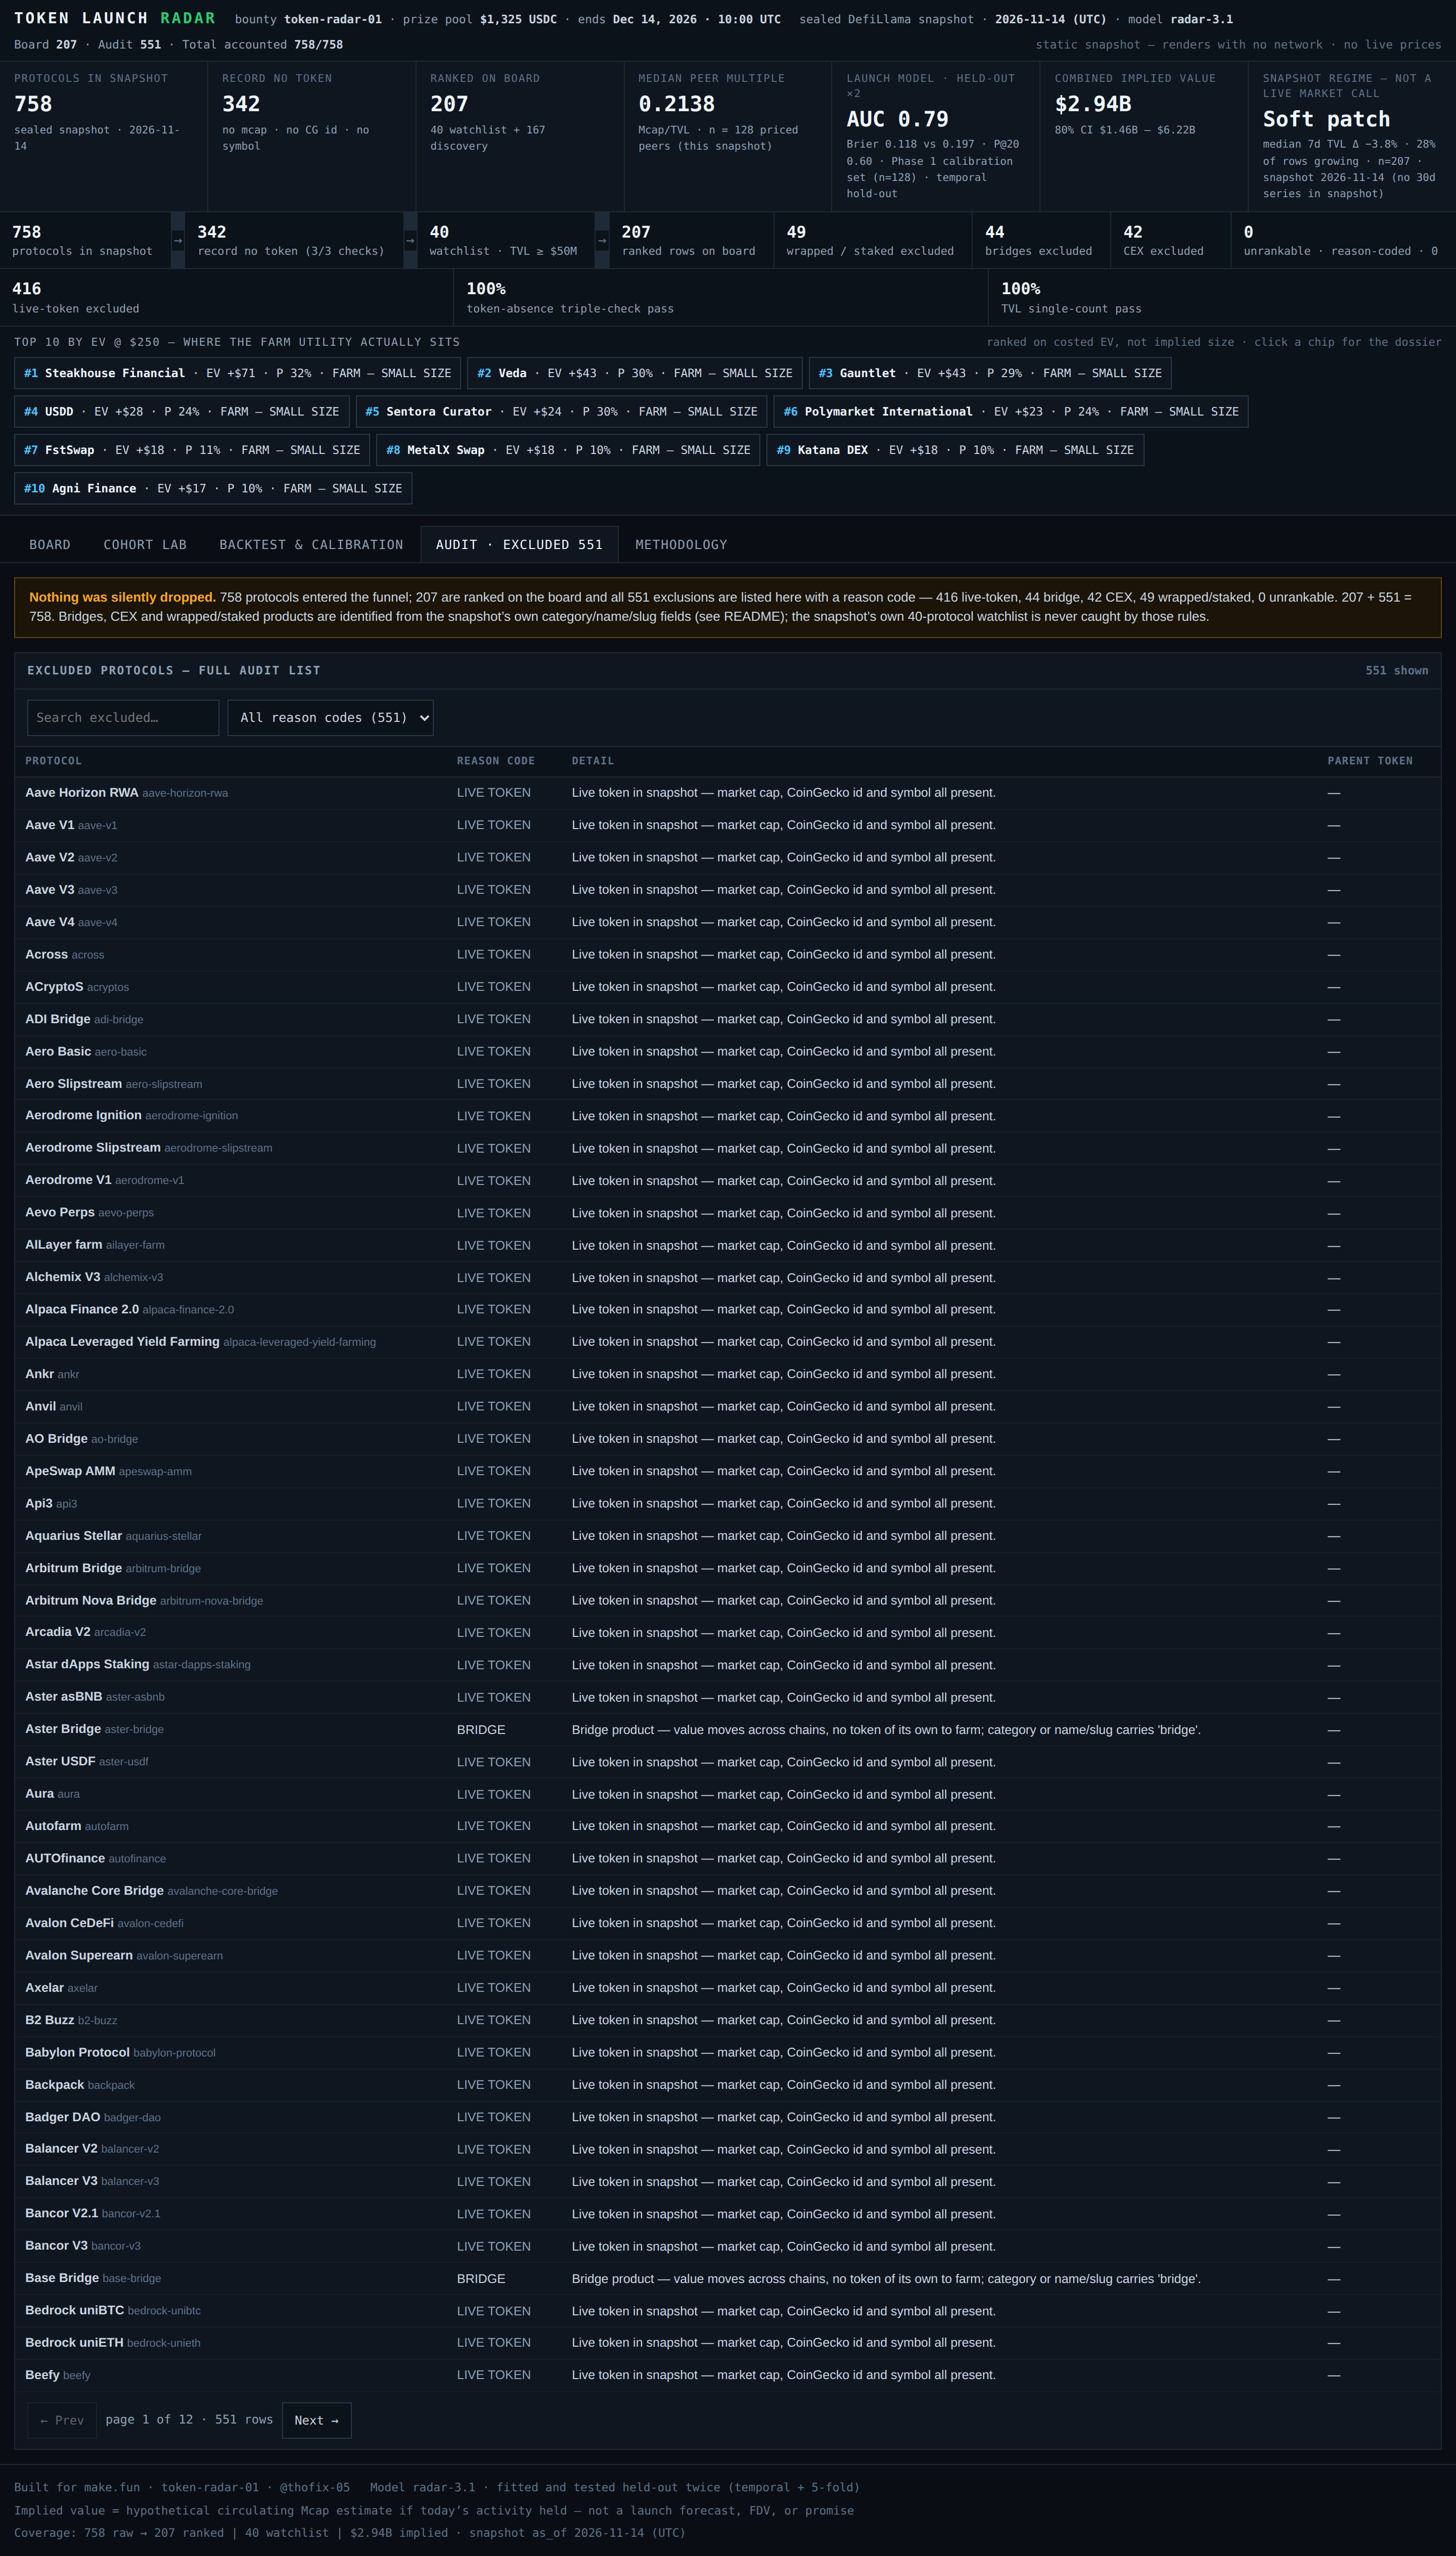 TOKEN LAUNCH RADAR bounty token-radar-01 · prize pool $1,325 USDC · ends Dec 14, 2026 · 10:00 UTC sealed DefiLlama snapshot · 2026-11-14 (UTC) · model radar-3.1
Board 207 · Audit 551 · Total accounted 758/758 static snapshot — renders with no network · no live prices
PROTOCOLS IN SNAPSHOT
758
sealed snapshot · 2026-11-
14
RECORD NO TOKEN
342
no mcap · no CG id · no
symbol
RANKED ON BOARD
207
40 watchlist + 167
discovery
MEDIAN PEER MULTIPLE
0.2138
Mcap/TVL · n = 128 priced
peers (this snapshot)
LAUNCH MODEL · HELD-OUT
×2
AUC 0.79
Brier 0.118 vs 0.197 · P@20
0.60 · Phase 1 calibration
set (n=128) · temporal
hold-out
COMBINED IMPLIED VALUE
$2.94B
80% CI $1.46B – $6.22B
SNAPSHOT REGIME — NOT A
LIVE MARKET CALL
Soft patch
median 7d TVL Δ −3.8% · 28%
of rows growing · n=207 ·
snapshot 2026-11-14 (no 30d
series in snapshot)
758
protocols in snapshot
→
342
record no token (3/3 checks)
→
40
watchlist · TVL ≥ $50M
→
207
ranked rows on board
49
wrapped / staked excluded
44
bridges excluded
42
CEX excluded
0
unrankable · reason-coded · 0
416
live-token excluded
100%
token-absence triple-check pass
100%
TVL single-count pass
TOP 10 BY EV @ $250 — WHERE THE FARM UTILITY ACTUALLY SITS ranked on costed EV, not implied size · click a chip for the dossier
#1 Steakhouse Financial · EV +$71 · P 32% · FARM — SMALL SIZE
#2 Veda · EV +$43 · P 30% · FARM — SMALL SIZE
#3 Gauntlet · EV +$43 · P 29% · FARM — SMALL SIZE
#4 USDD · EV +$28 · P 24% · FARM — SMALL SIZE
#5 Sentora Curator · EV +$24 · P 30% · FARM — SMALL SIZE
#6 Polymarket International · EV +$23 · P 24% · FARM — SMALL SIZE
#7 FstSwap · EV +$18 · P 11% · FARM — SMALL SIZE
#8 MetalX Swap · EV +$18 · P 10% · FARM — SMALL SIZE
#9 Katana DEX · EV +$18 · P 10% · FARM — SMALL SIZE
#10 Agni Finance · EV +$17 · P 10% · FARM — SMALL SIZE
BOARD COHORT LAB BACKTEST & CALIBRATION AUDIT · EXCLUDED 551 METHODOLOGY
Nothing was silently dropped. 758 protocols entered the funnel; 207 are ranked on the board and all 551 exclusions are listed here with a reason code — 416 live-token, 44 bridge, 42 CEX, 49 wrapped/staked, 0 unrankable. 207 + 551 =
758. Bridges, CEX and wrapped/staked products are identified from the snapshot's own category/name/slug fields (see README); the snapshot's own 40-protocol watchlist is never caught by those rules.
EXCLUDED PROTOCOLS — FULL AUDIT LIST 551 shown
Search excluded… All reason codes (551)
PROTOCOL REASON CODE DETAIL PARENT TOKEN
Aave Horizon RWA aave-horizon-rwa LIVE TOKEN Live token in snapshot — market cap, CoinGecko id and symbol all present. —
Aave V1 aave-v1 LIVE TOKEN Live token in snapshot — market cap, CoinGecko id and symbol all present. —
Aave V2 aave-v2 LIVE TOKEN Live token in snapshot — market cap, CoinGecko id and symbol all present. —
Aave V3 aave-v3 LIVE TOKEN Live token in snapshot — market cap, CoinGecko id and symbol all present. —
Aave V4 aave-v4 LIVE TOKEN Live token in snapshot — market cap, CoinGecko id and symbol all present. —
Across across LIVE TOKEN Live token in snapshot — market cap, CoinGecko id and symbol all present. —
ACryptoS acryptos LIVE TOKEN Live token in snapshot — market cap, CoinGecko id and symbol all present. —
ADI Bridge adi-bridge LIVE TOKEN Live token in snapshot — market cap, CoinGecko id and symbol all present. —
Aero Basic aero-basic LIVE TOKEN Live token in snapshot — market cap, CoinGecko id and symbol all present. —
Aero Slipstream aero-slipstream LIVE TOKEN Live token in snapshot — market cap, CoinGecko id and symbol all present. —
Aerodrome Ignition aerodrome-ignition LIVE TOKEN Live token in snapshot — market cap, CoinGecko id and symbol all present. —
Aerodrome Slipstream aerodrome-slipstream LIVE TOKEN Live token in snapshot — market cap, CoinGecko id and symbol all present. —
Aerodrome V1 aerodrome-v1 LIVE TOKEN Live token in snapshot — market cap, CoinGecko id and symbol all present. —
Aevo Perps aevo-perps LIVE TOKEN Live token in snapshot — market cap, CoinGecko id and symbol all present. —
AILayer farm ailayer-farm LIVE TOKEN Live token in snapshot — market cap, CoinGecko id and symbol all present. —
Alchemix V3 alchemix-v3 LIVE TOKEN Live token in snapshot — market cap, CoinGecko id and symbol all present. —
Alpaca Finance 2.0 alpaca-finance-2.0 LIVE TOKEN Live token in snapshot — market cap, CoinGecko id and symbol all present. —
Alpaca Leveraged Yield Farming alpaca-leveraged-yield-farming LIVE TOKEN Live token in snapshot — market cap, CoinGecko id and symbol all present. —
Ankr ankr LIVE TOKEN Live token in snapshot — market cap, CoinGecko id and symbol all present. —
Anvil anvil LIVE TOKEN Live token in snapshot — market cap, CoinGecko id and symbol all present. —
AO Bridge ao-bridge LIVE TOKEN Live token in snapshot — market cap, CoinGecko id and symbol all present. —
ApeSwap AMM apeswap-amm LIVE TOKEN Live token in snapshot — market cap, CoinGecko id and symbol all present. —
Api3 api3 LIVE TOKEN Live token in snapshot — market cap, CoinGecko id and symbol all present. —
Aquarius Stellar aquarius-stellar LIVE TOKEN Live token in snapshot — market cap, CoinGecko id and symbol all present. —
Arbitrum Bridge arbitrum-bridge LIVE TOKEN Live token in snapshot — market cap, CoinGecko id and symbol all present. —
Arbitrum Nova Bridge arbitrum-nova-bridge LIVE TOKEN Live token in snapshot — market cap, CoinGecko id and symbol all present. —
Arcadia V2 arcadia-v2 LIVE TOKEN Live token in snapshot — market cap, CoinGecko id and symbol all present. —
Astar dApps Staking astar-dapps-staking LIVE TOKEN Live token in snapshot — market cap, CoinGecko id and symbol all present. —
Aster asBNB aster-asbnb LIVE TOKEN Live token in snapshot — market cap, CoinGecko id and symbol all present. —
Aster Bridge aster-bridge BRIDGE Bridge product — value moves across chains, no token of its own to farm; category or name/slug carries 'bridge'. —
Aster USDF aster-usdf LIVE TOKEN Live token in snapshot — market cap, CoinGecko id and symbol all present. —
Aura aura LIVE TOKEN Live token in snapshot — market cap, CoinGecko id and symbol all present. —
Autofarm autofarm LIVE TOKEN Live token in snapshot — market cap, CoinGecko id and symbol all present. —
AUTOfinance autofinance LIVE TOKEN Live token in snapshot — market cap, CoinGecko id and symbol all present. —
Avalanche Core Bridge avalanche-core-bridge LIVE TOKEN Live token in snapshot — market cap, CoinGecko id and symbol all present. —
Avalon CeDeFi avalon-cedefi LIVE TOKEN Live token in snapshot — market cap, CoinGecko id and symbol all present. —
Avalon Superearn avalon-superearn LIVE TOKEN Live token in snapshot — market cap, CoinGecko id and symbol all present. —
Axelar axelar LIVE TOKEN Live token in snapshot — market cap, CoinGecko id and symbol all present. —
B2 Buzz b2-buzz LIVE TOKEN Live token in snapshot — market cap, CoinGecko id and symbol all present. —
Babylon Protocol babylon-protocol LIVE TOKEN Live token in snapshot — market cap, CoinGecko id and symbol all present. —
Backpack backpack LIVE TOKEN Live token in snapshot — market cap, CoinGecko id and symbol all present. —
Badger DAO badger-dao LIVE TOKEN Live token in snapshot — market cap, CoinGecko id and symbol all present. —
Balancer V2 balancer-v2 LIVE TOKEN Live token in snapshot — market cap, CoinGecko id and symbol all present. —
Balancer V3 balancer-v3 LIVE TOKEN Live token in snapshot — market cap, CoinGecko id and symbol all present. —
Bancor V2.1 bancor-v2.1 LIVE TOKEN Live token in snapshot — market cap, CoinGecko id and symbol all present. —
Bancor V3 bancor-v3 LIVE TOKEN Live token in snapshot — market cap, CoinGecko id and symbol all present. —
Base Bridge base-bridge BRIDGE Bridge product — value moves across chains, no token of its own to farm; category or name/slug carries 'bridge'. —
Bedrock uniBTC bedrock-unibtc LIVE TOKEN Live token in snapshot — market cap, CoinGecko id and symbol all present. —
Bedrock uniETH bedrock-unieth LIVE TOKEN Live token in snapshot — market cap, CoinGecko id and symbol all present. —
Beefy beefy LIVE TOKEN Live token in snapshot — market cap, CoinGecko id and symbol all present. —
← Prev page 1 of 12 · 551 rows Next →
Built for make.fun · token-radar-01 · @thofix-05 Model radar-3.1 · fitted and tested held-out twice (temporal + 5-fold)
Implied value = hypothetical circulating Mcap estimate if today's activity held — not a launch forecast, FDV, or promise
Coverage: 758 raw → 207 ranked | 40 watchlist | $2.94B implied · snapshot as_of 2026-11-14 (UTC)